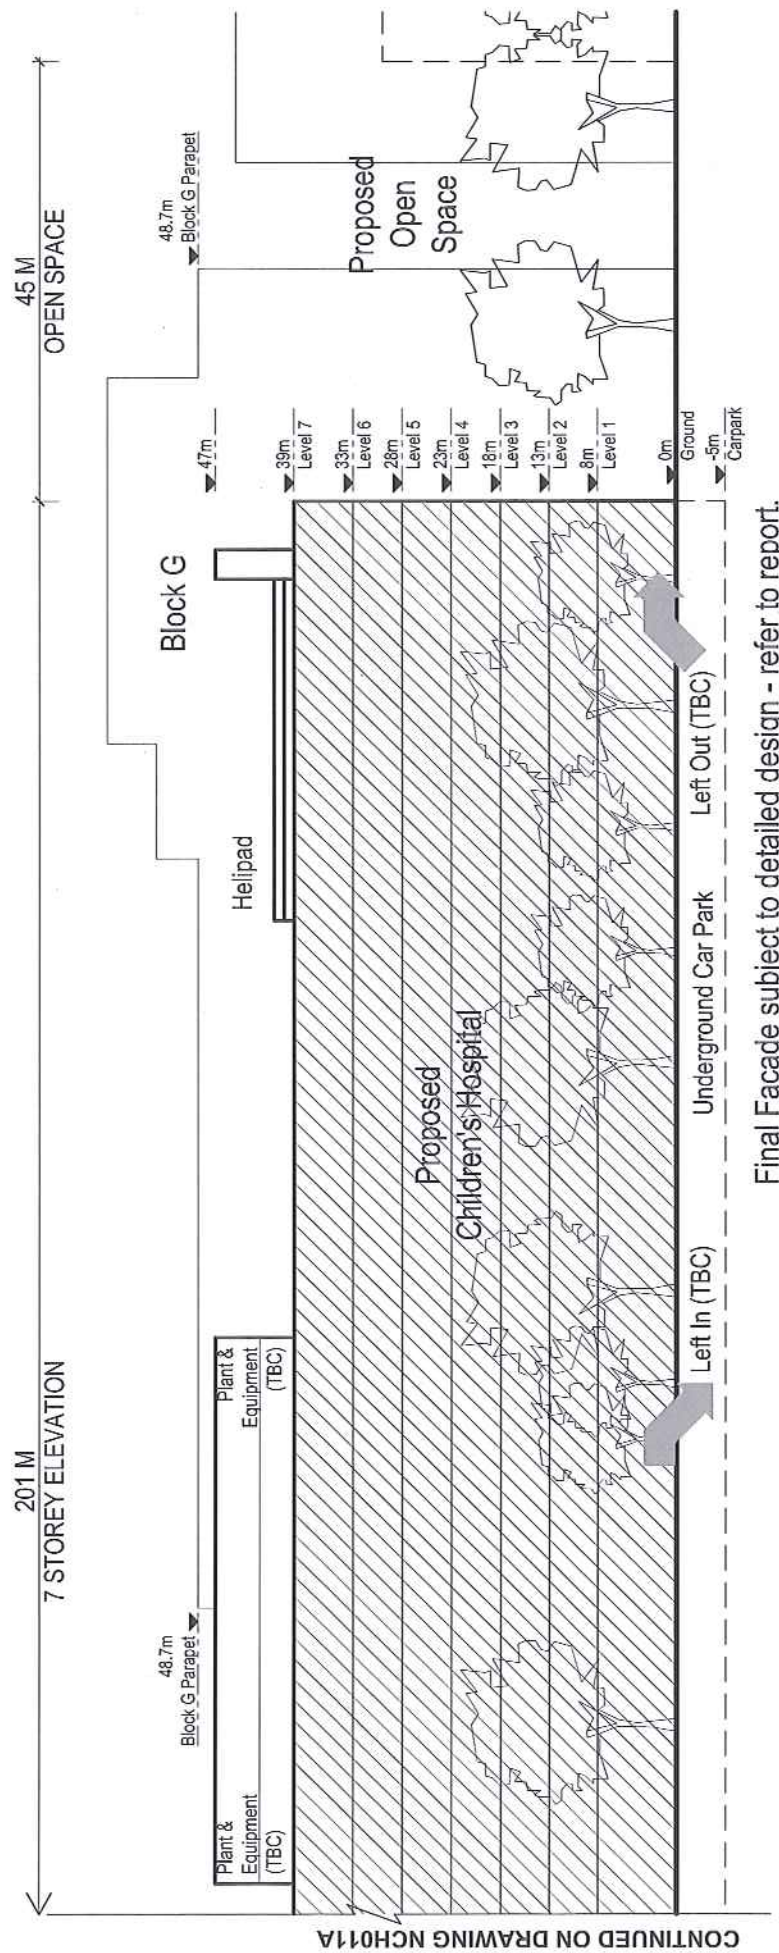 201 M
7 STOREY ELEVATION
45 M
OPEN SPACE
48.7m
Block G Parapet
48.7m
Block G Parapet
Block G
47m
39m
Level 7
33m
Level 6
28m
Level 5
23m
Level 4
18m
Level 3
13m
Level 2
8m
Level 1
0m
Ground
-5m
Carpark
Plant &
Equipment
(TBC)
Plant &
Equipment
(TBC)
Helipad
Proposed
Children's Hospital
Proposed
Open
Space
Left In (TBC)
Underground Car Park
Left Out (TBC)
CONTINUED ON DRAWING NCH011A
Final Facade subject to detailed design - refer to report.